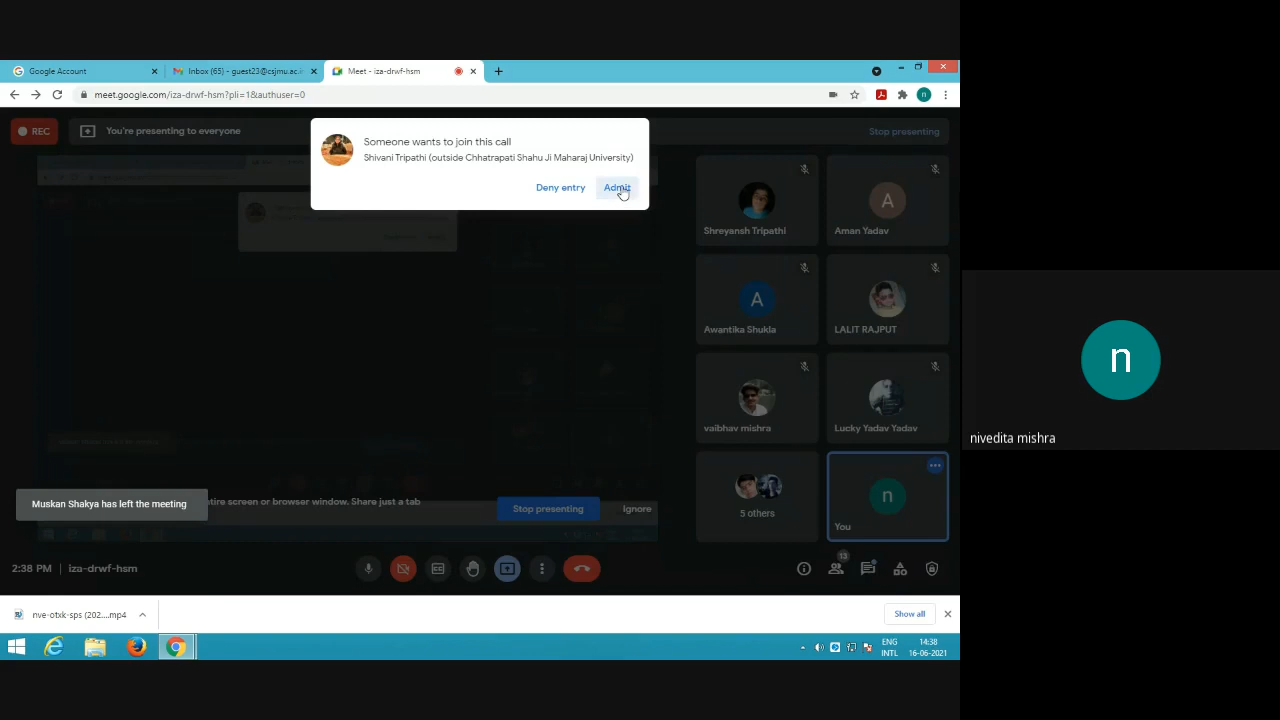 Google Account
Inbox (65) - guest23@csjmu.ac.i
Meet - iza-drwf-hsm
meet.google.com/iza-drwf-hsm?pli=1&authuser=0
REC
You're presenting to everyone
Stop presenting
Someone wants to join this call
Shivani Tripathi (outside Chhatrapati Shahu Ji Maharaj University)
Deny entry
Admit
Shreyansh Tripathi
Aman Yadav
A
A
Awantika Shukla
LALIT RAJPUT
vaibhav mishra
Lucky Yadav Yadav
5 others
n
You
Muskan Shakya has left the meeting
tire screen or browser window. Share just a tab
Stop presenting
Ignore
2:38 PM | iza-drwf-hsm
13
nve-otxk-sps (202....mp4
Show all
ENG
INTL
14:38
16-06-2021
n
nivedita mishra